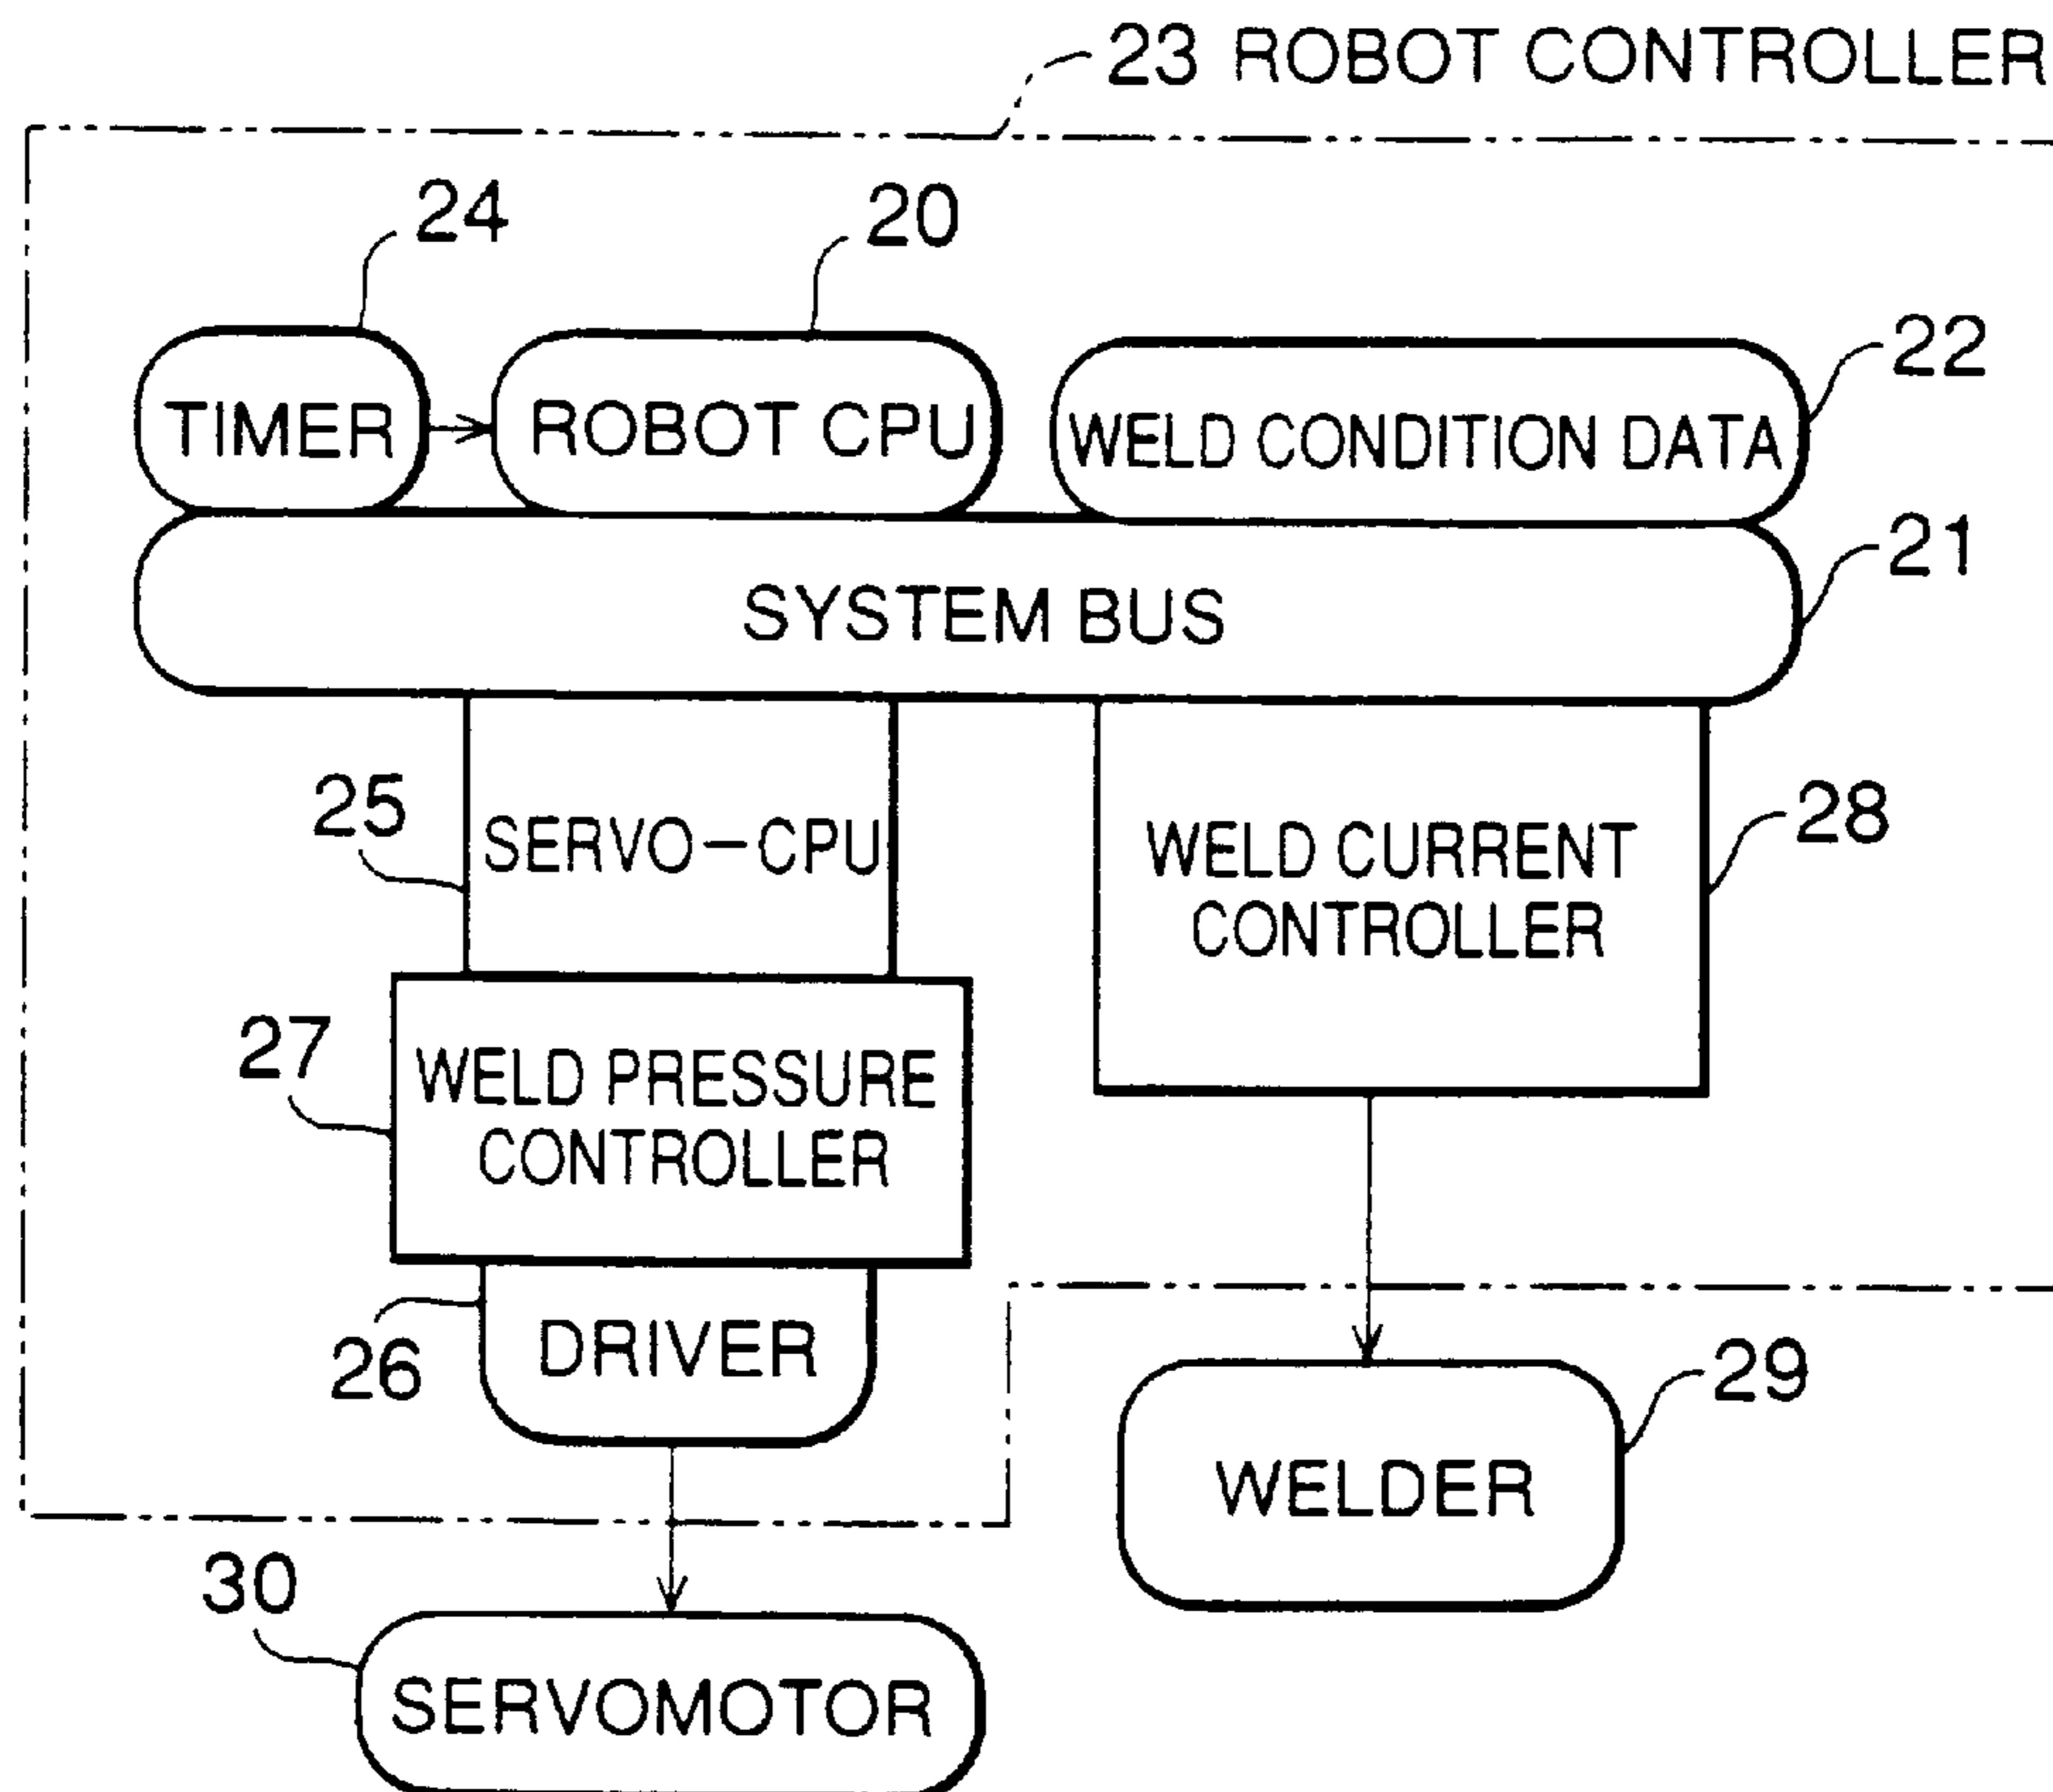 23 ROBOT CONTROLLER
24
20
22
TIMER
ROBOT CPU
WELD CONDITION DATA
21
SYSTEM BUS
25
SERVO-CPU
WELD CURRENT
CONTROLLER
28
27
WELD PRESSURE
CONTROLLER
26
DRIVER
29
WELDER
30
SERVOMOTOR